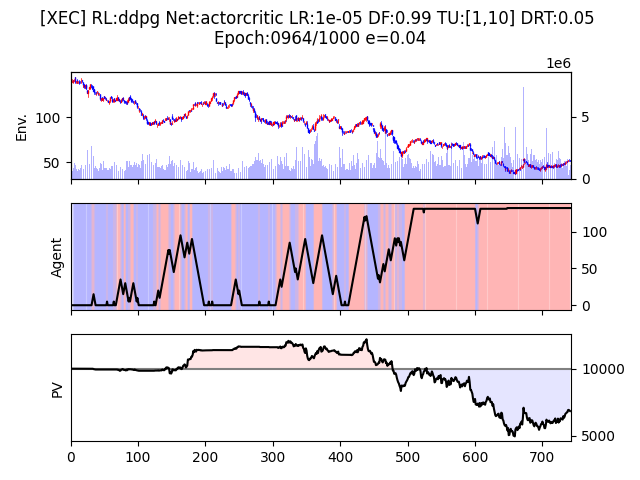 [XEC] RL:ddpg Net:actorcritic LR:1e-05 DF:0.99 TU:[1,10] DRT:0.05
Epoch:0964/1000 e=0.04
1e6
Env.
100
50
5
0
Agent
100
50
0
PV
10000
5000
0 100 200 300 400 500 600 700